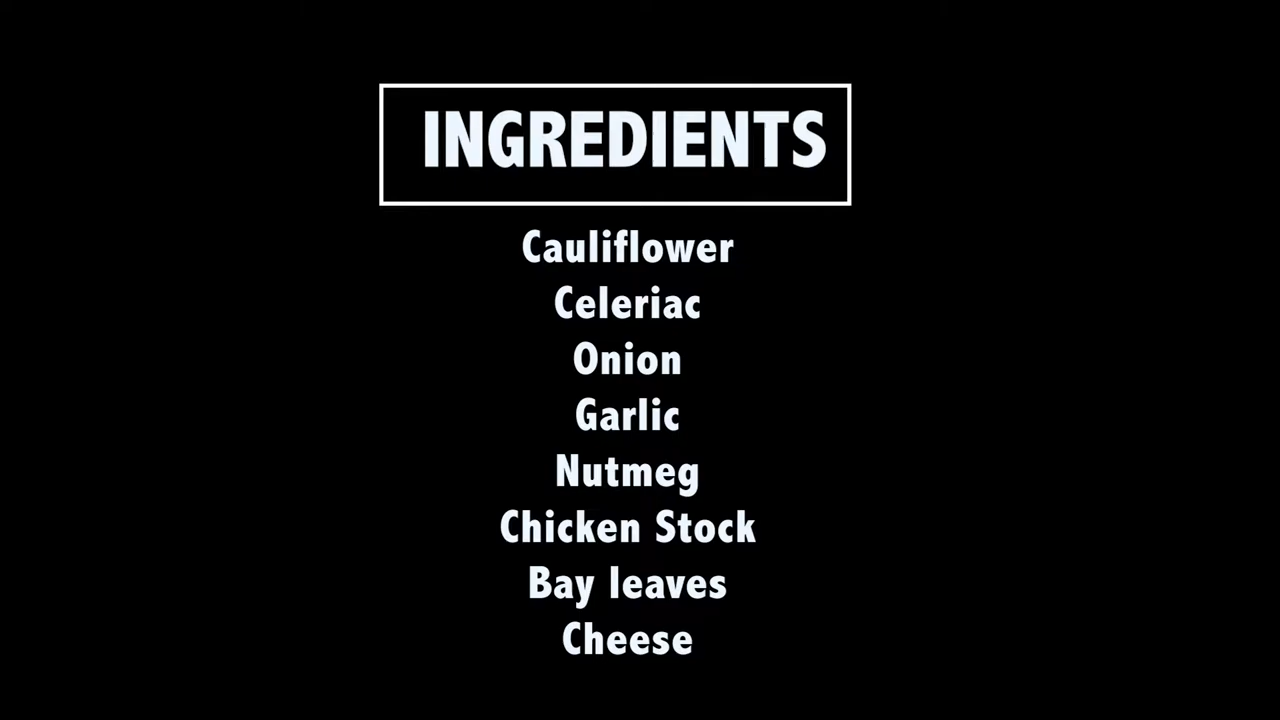 INGREDIENTS
Cauliflower
Celeriac
Onion
Garlic
Nutmeg
Chicken Stock
Bay leaves
Cheese